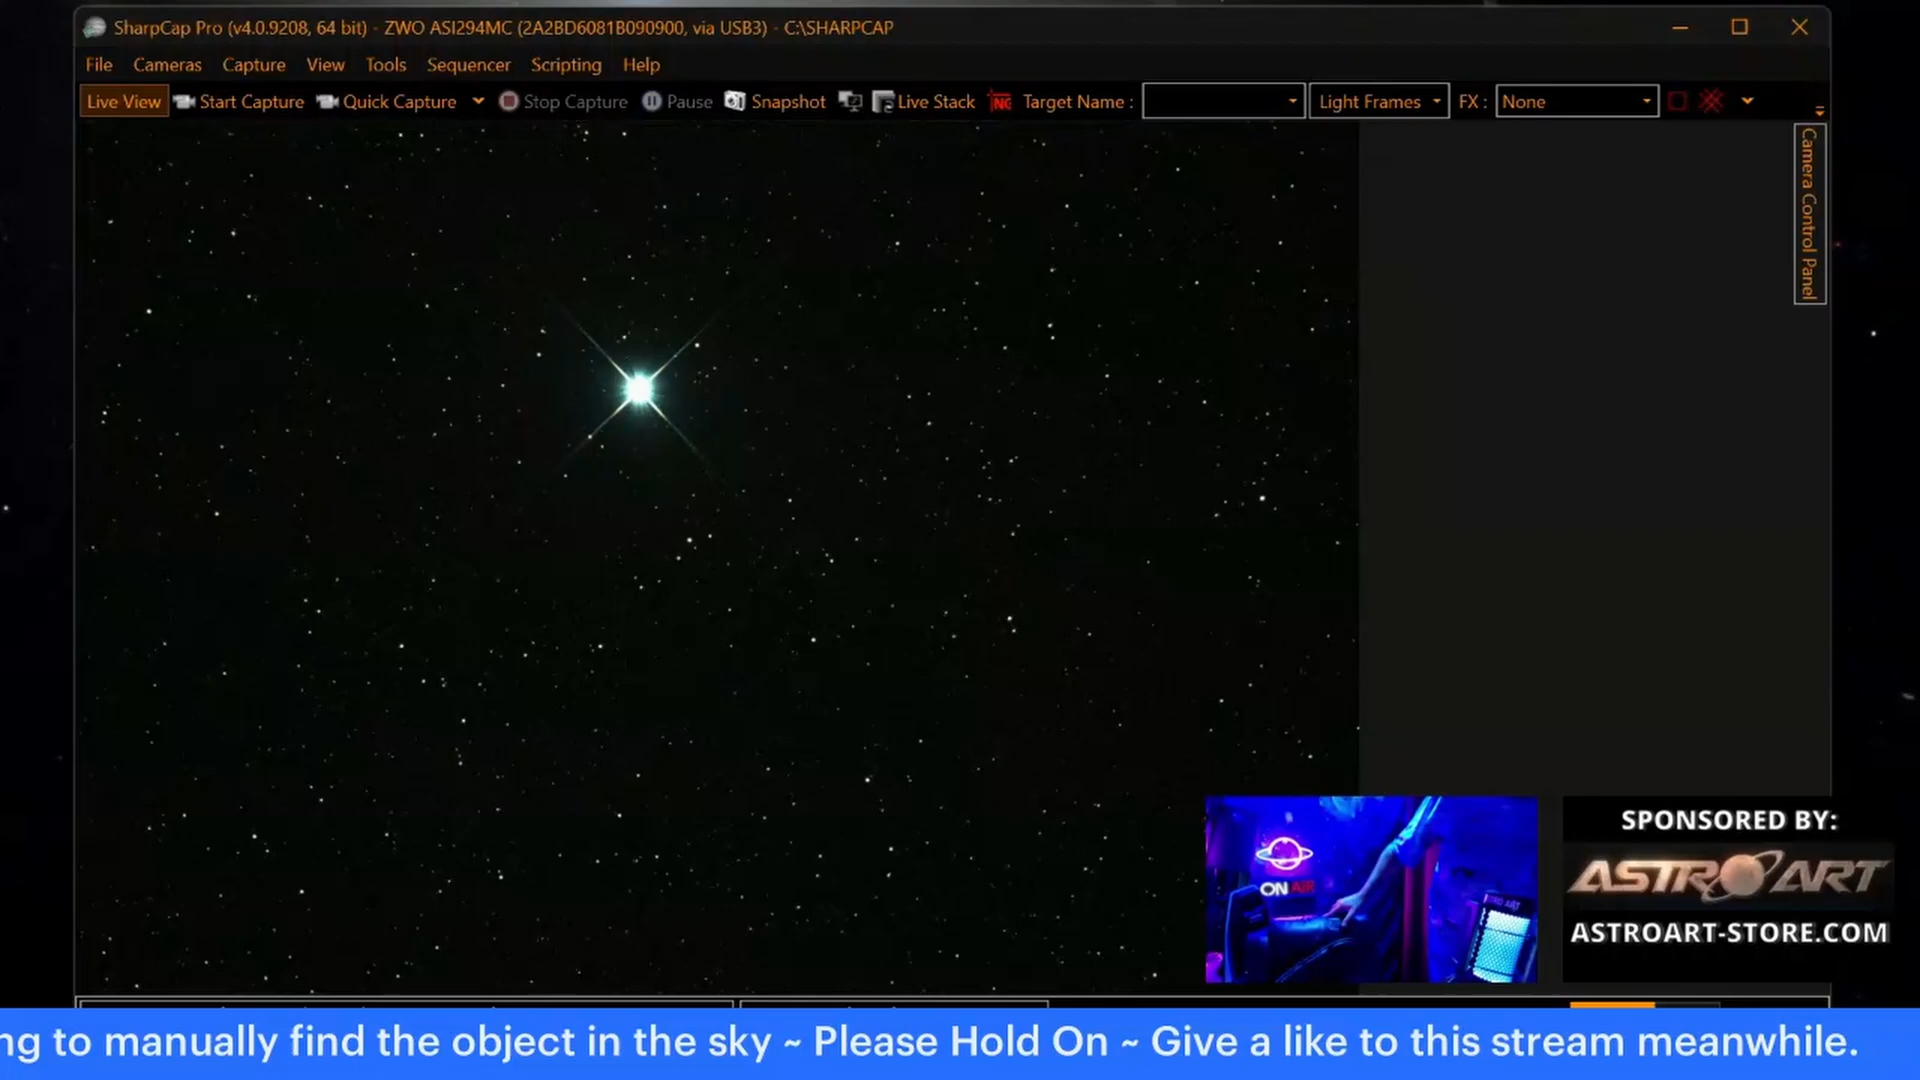 SharpCap Pro (v4.0.9208, 64 bit) - ZWO ASI294MC (2A2BD6081B090900, via USB3) - C:\SHARPCAP
File Cameras Capture View Tools Sequencer Scripting Help
Live View Start Capture Quick Capture Stop Capture Pause Snapshot Live Stack Target Name : Light Frames FX : None
Camera Control Panel
ON AIR
SPONSORED BY:
ASTROART
ASTROART-STORE.COM
ng to manually find the object in the sky ~ Please Hold On ~ Give a like to this stream meanwhile.